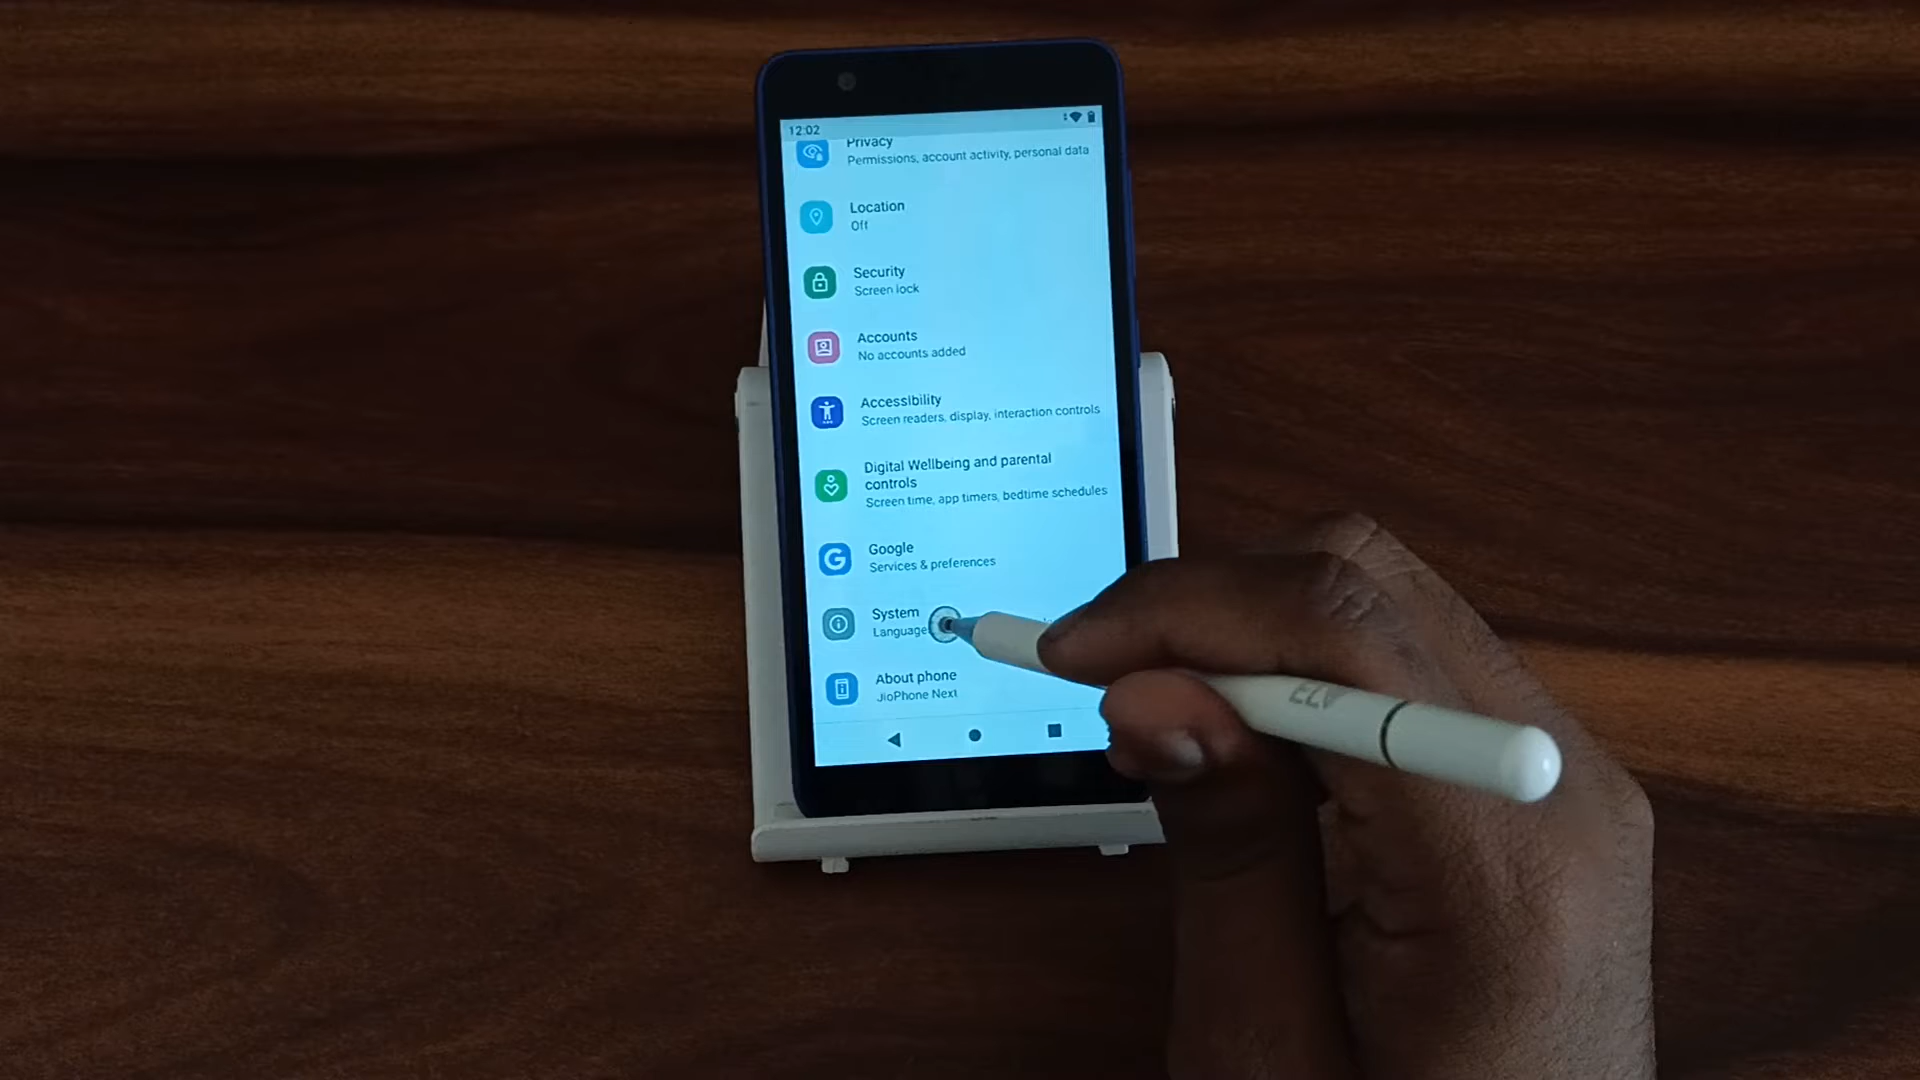 12:02
Privacy
Permissions, account activity, personal data
Location
Off
Security
Screen lock
Accounts
No accounts added
Accessibility
Screen readers, display, interaction controls
Digital Wellbeing and parental
controls
Screen time, app timers, bedtime schedules
Google
Services & preferences
System
Language
About phone
JioPhone Next